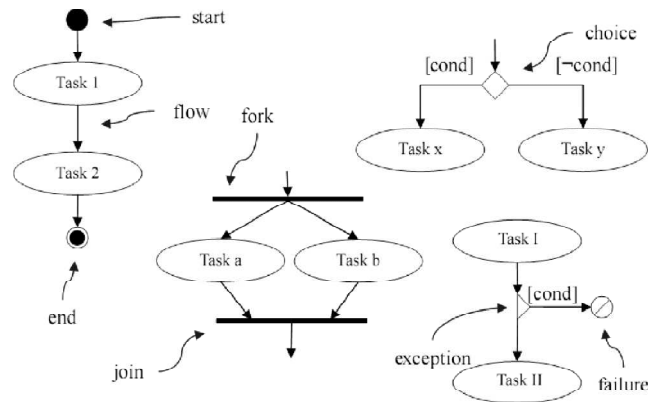 start
Task 1
flow
Task 2
end
fork
Task a
Task b
join
choice
[cond]
[¬cond]
Task x
Task y
Task I
[cond]
exception
Task II
failure